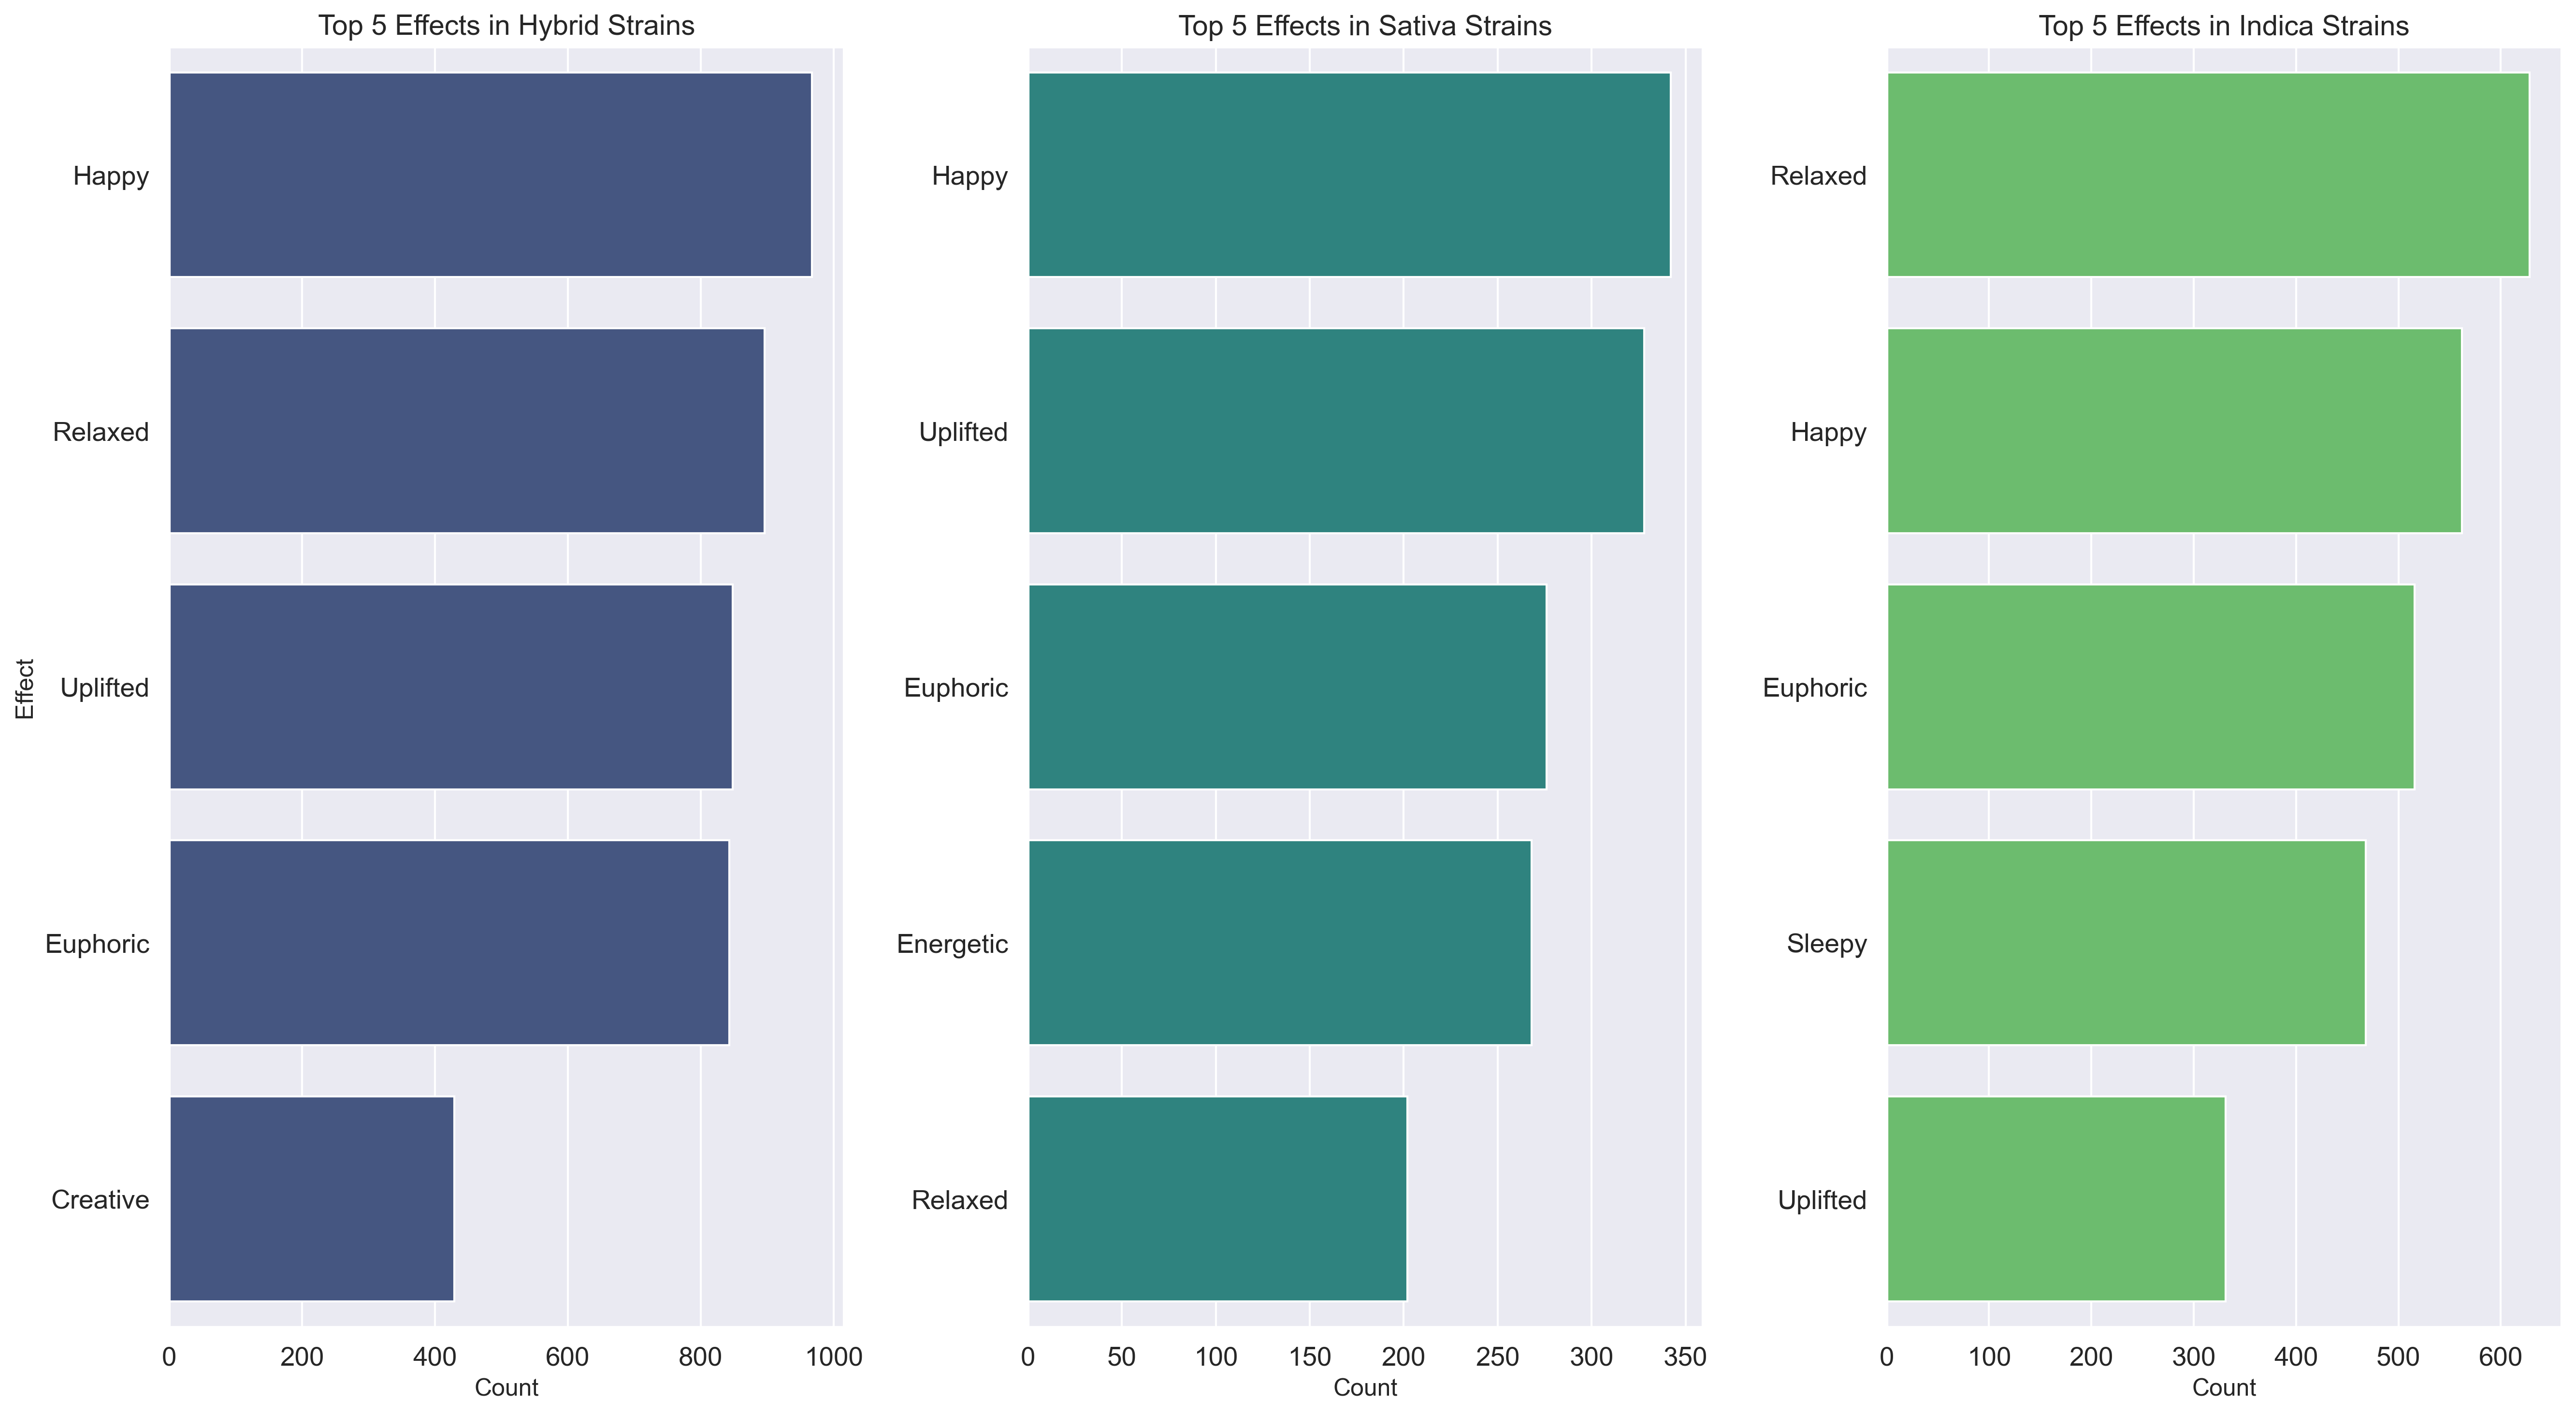 Top 5 Effects in Hybrid Strains
Effect
Happy
Relaxed
Uplifted
Euphoric
Creative
0 200 400 600 800 1000
Count
Top 5 Effects in Sativa Strains
Happy
Uplifted
Euphoric
Energetic
Relaxed
0 50 100 150 200 250 300 350
Count
Top 5 Effects in Indica Strains
Relaxed
Happy
Euphoric
Sleepy
Uplifted
0 100 200 300 400 500 600
Count